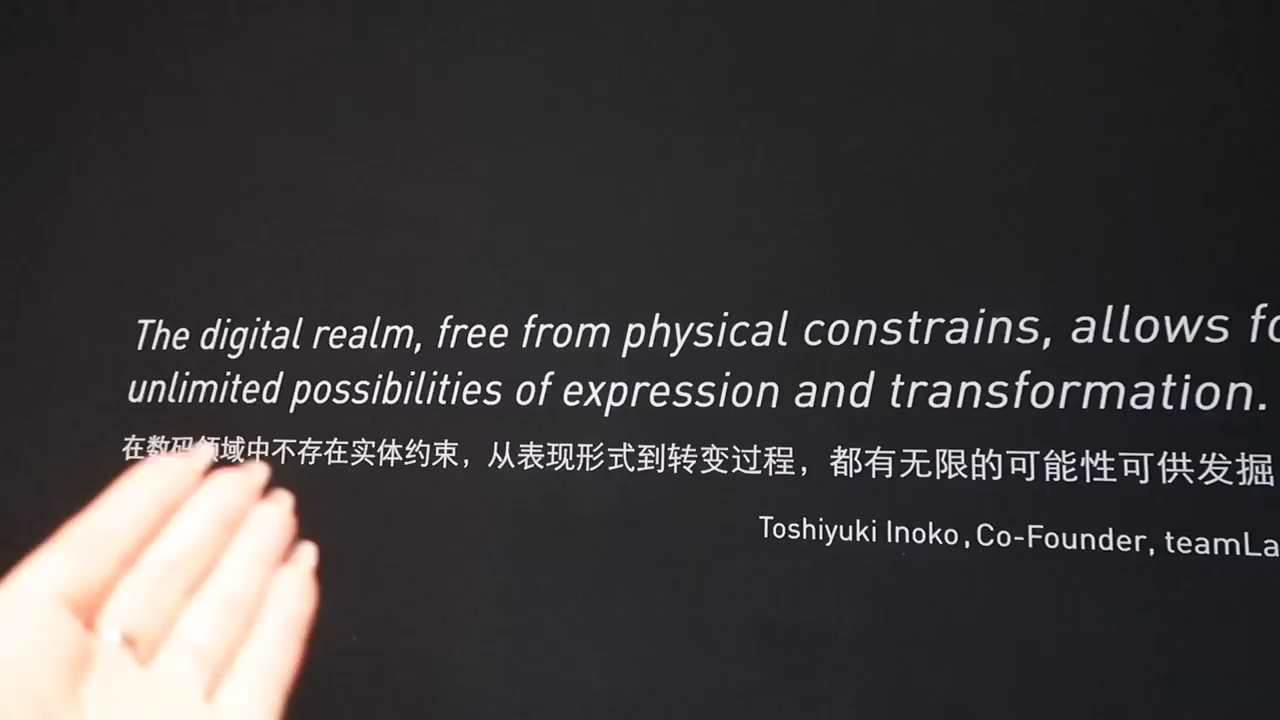 The digital realm, free from physical constrains, allows
unlimited possibilities of expression and transformation.
在数码领域中不存在实体约束，从表现形式到转变过程，都有无限的可能性可供发掘
Toshiyuki Inoko, Co-Founder,